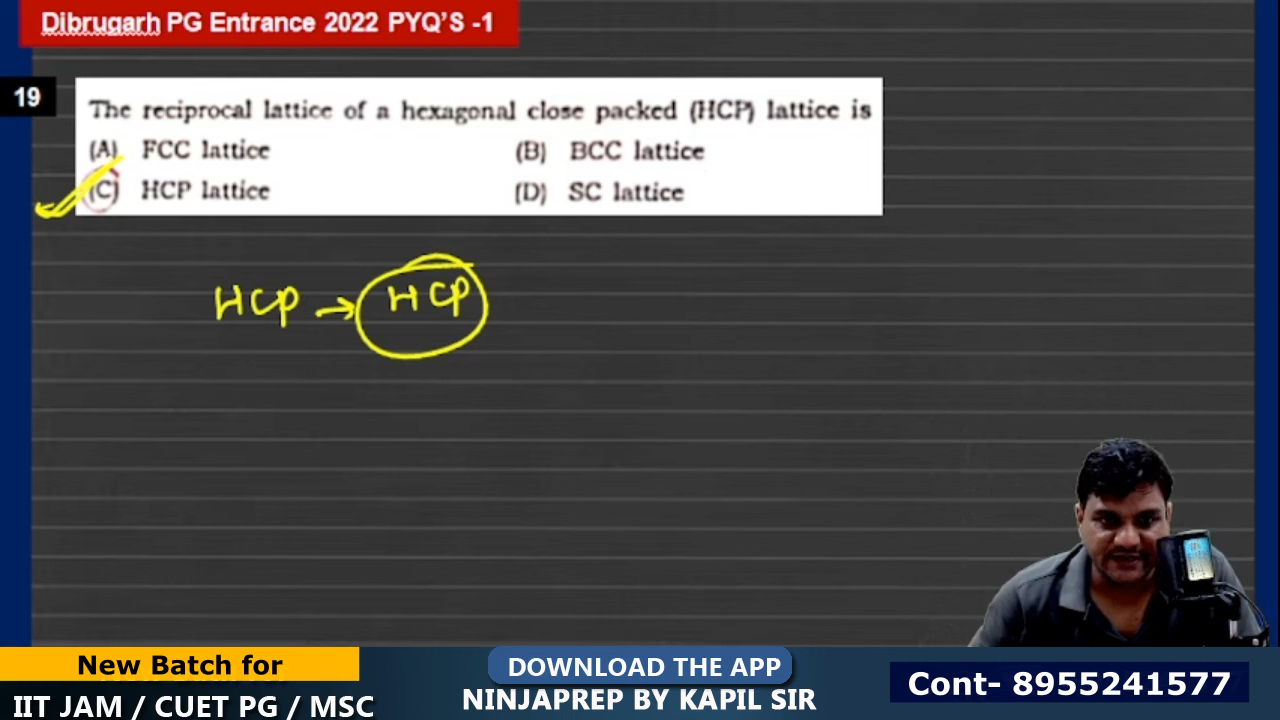 Dibrugarh PG Entrance 2022 PYQ'S -1
19
The reciprocal lattice of a hexagonal close packed (HCP) lattice is
(A) FCC lattice (B) BCC lattice
(C) HCP lattice (D) SC lattice
HCP → HCP
New Batch for
IIT JAM / CUET PG / MSC
DOWNLOAD THE APP
NINJAPREP BY KAPIL SIR
Cont- 8955241577